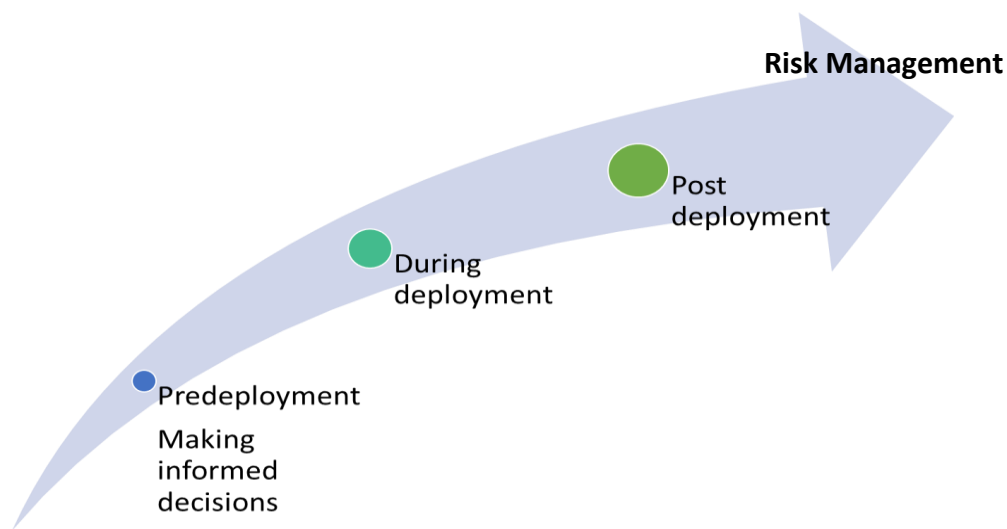 Risk Management
Post
deployment
During
deployment
Predeployment
Making
informed
decisions